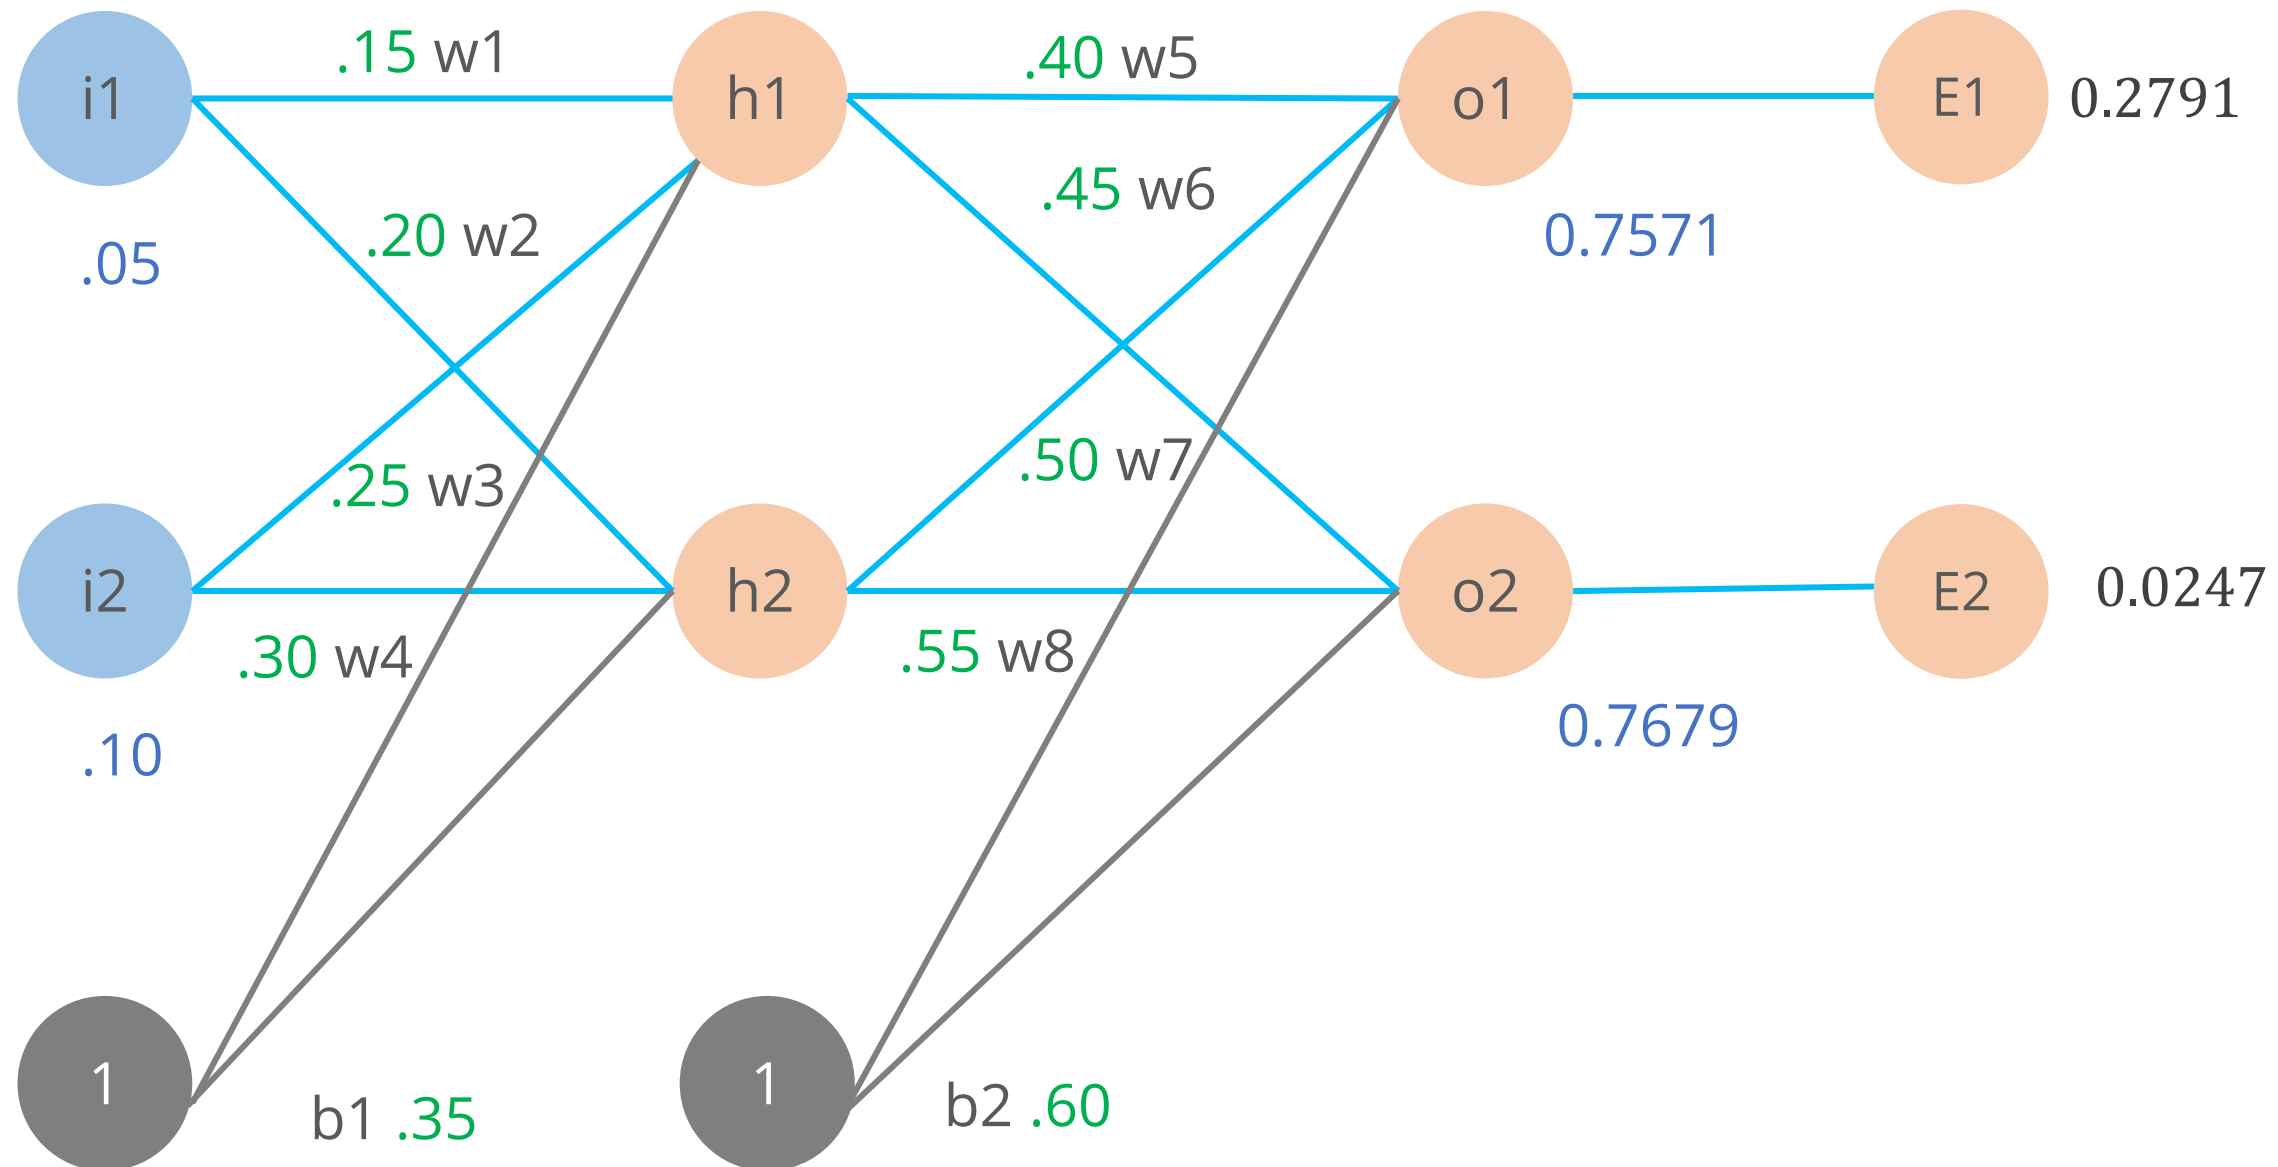 .15 w1
.40 w5
i1
h1
o1
E1
0.2791
.45 w6
.20 w2
0.7571
.05
.50 w7
.25 w3
i2
h2
o2
E2
0.0247
.30 w4
.55 w8
0.7679
.10
1
1
b1 .35
b2 .60